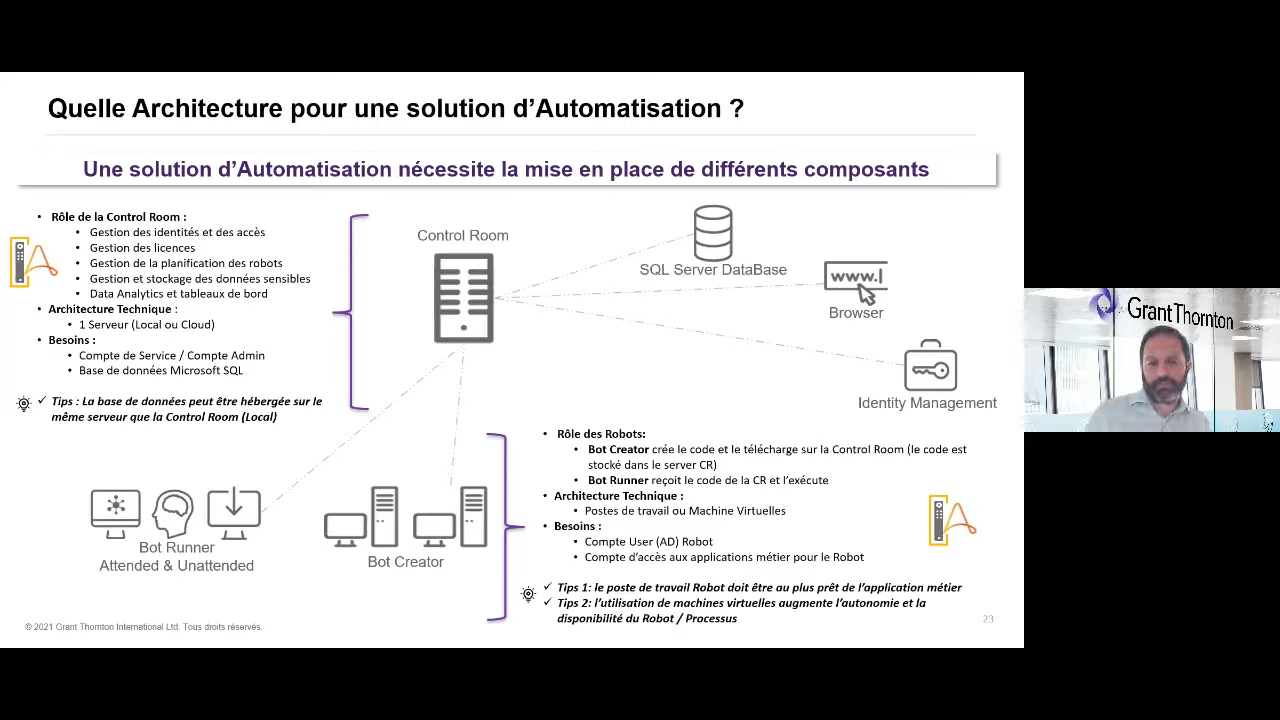 Quelle Architecture pour une solution d’Automatisation ?
Une solution d’Automatisation nécessite la mise en place de différents composants
• Rôle de la Control Room :
• Gestion des identités et des accès
• Gestion des licences
• Gestion de la planification des robots
• Gestion et stockage des données sensibles
• Data Analytics et tableaux de bord
• Architecture Technique :
• 1 Serveur (Local ou Cloud)
• Besoins :
• Compte de Service / Compte Admin
• Base de données Microsoft SQL
✓ Tips : La base de données peut être hébergée sur le
même serveur que la Control Room (Local)
Control Room
SQL Server DataBase
www.
Browser
Identity Management
Bot Runner
Attended & Unattended
Bot Creator
• Rôle des Robots:
• Bot Creator crée le code et le télécharge sur la Control Room (le code est
stocké dans le server CR)
• Bot Runner reçoit le code de la CR et l’exécute
• Architecture Technique :
• Postes de travail ou Machine Virtuelles
• Besoins :
• Compte User (AD) Robot
• Compte d’accès aux applications métier pour le Robot
✓ Tips 1: le poste de travail Robot doit être au plus prêt de l’application métier
✓ Tips 2: l’utilisation de machines virtuelles augmente l’autonomie et la
disponibilité du Robot / Processus
© 2021 Grant Thornton International Ltd. Tous droits réservés.
23
GrantThornton